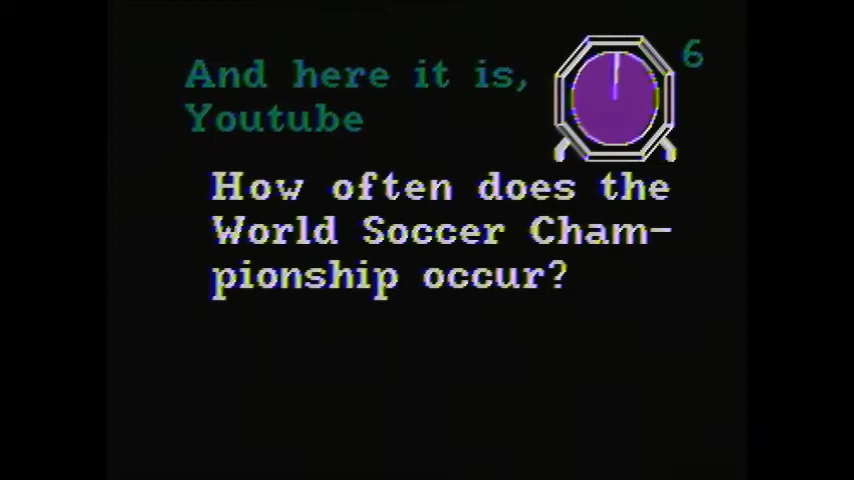 And here it is,
Youtube
6
How often does the
World Soccer Cham-
pionship occur?